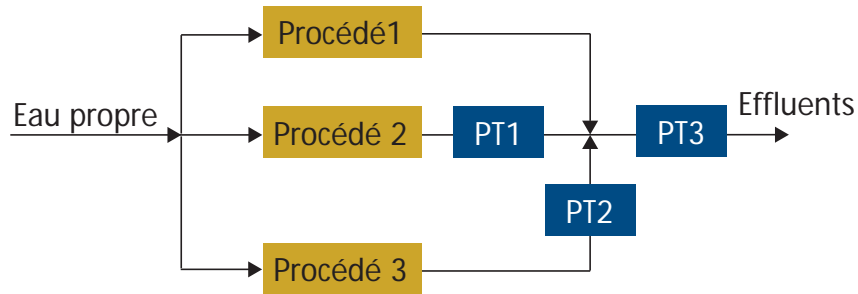 Procédé1
Eau propre
Procédé 2
PT1
PT3
Effluents
PT2
Procédé 3